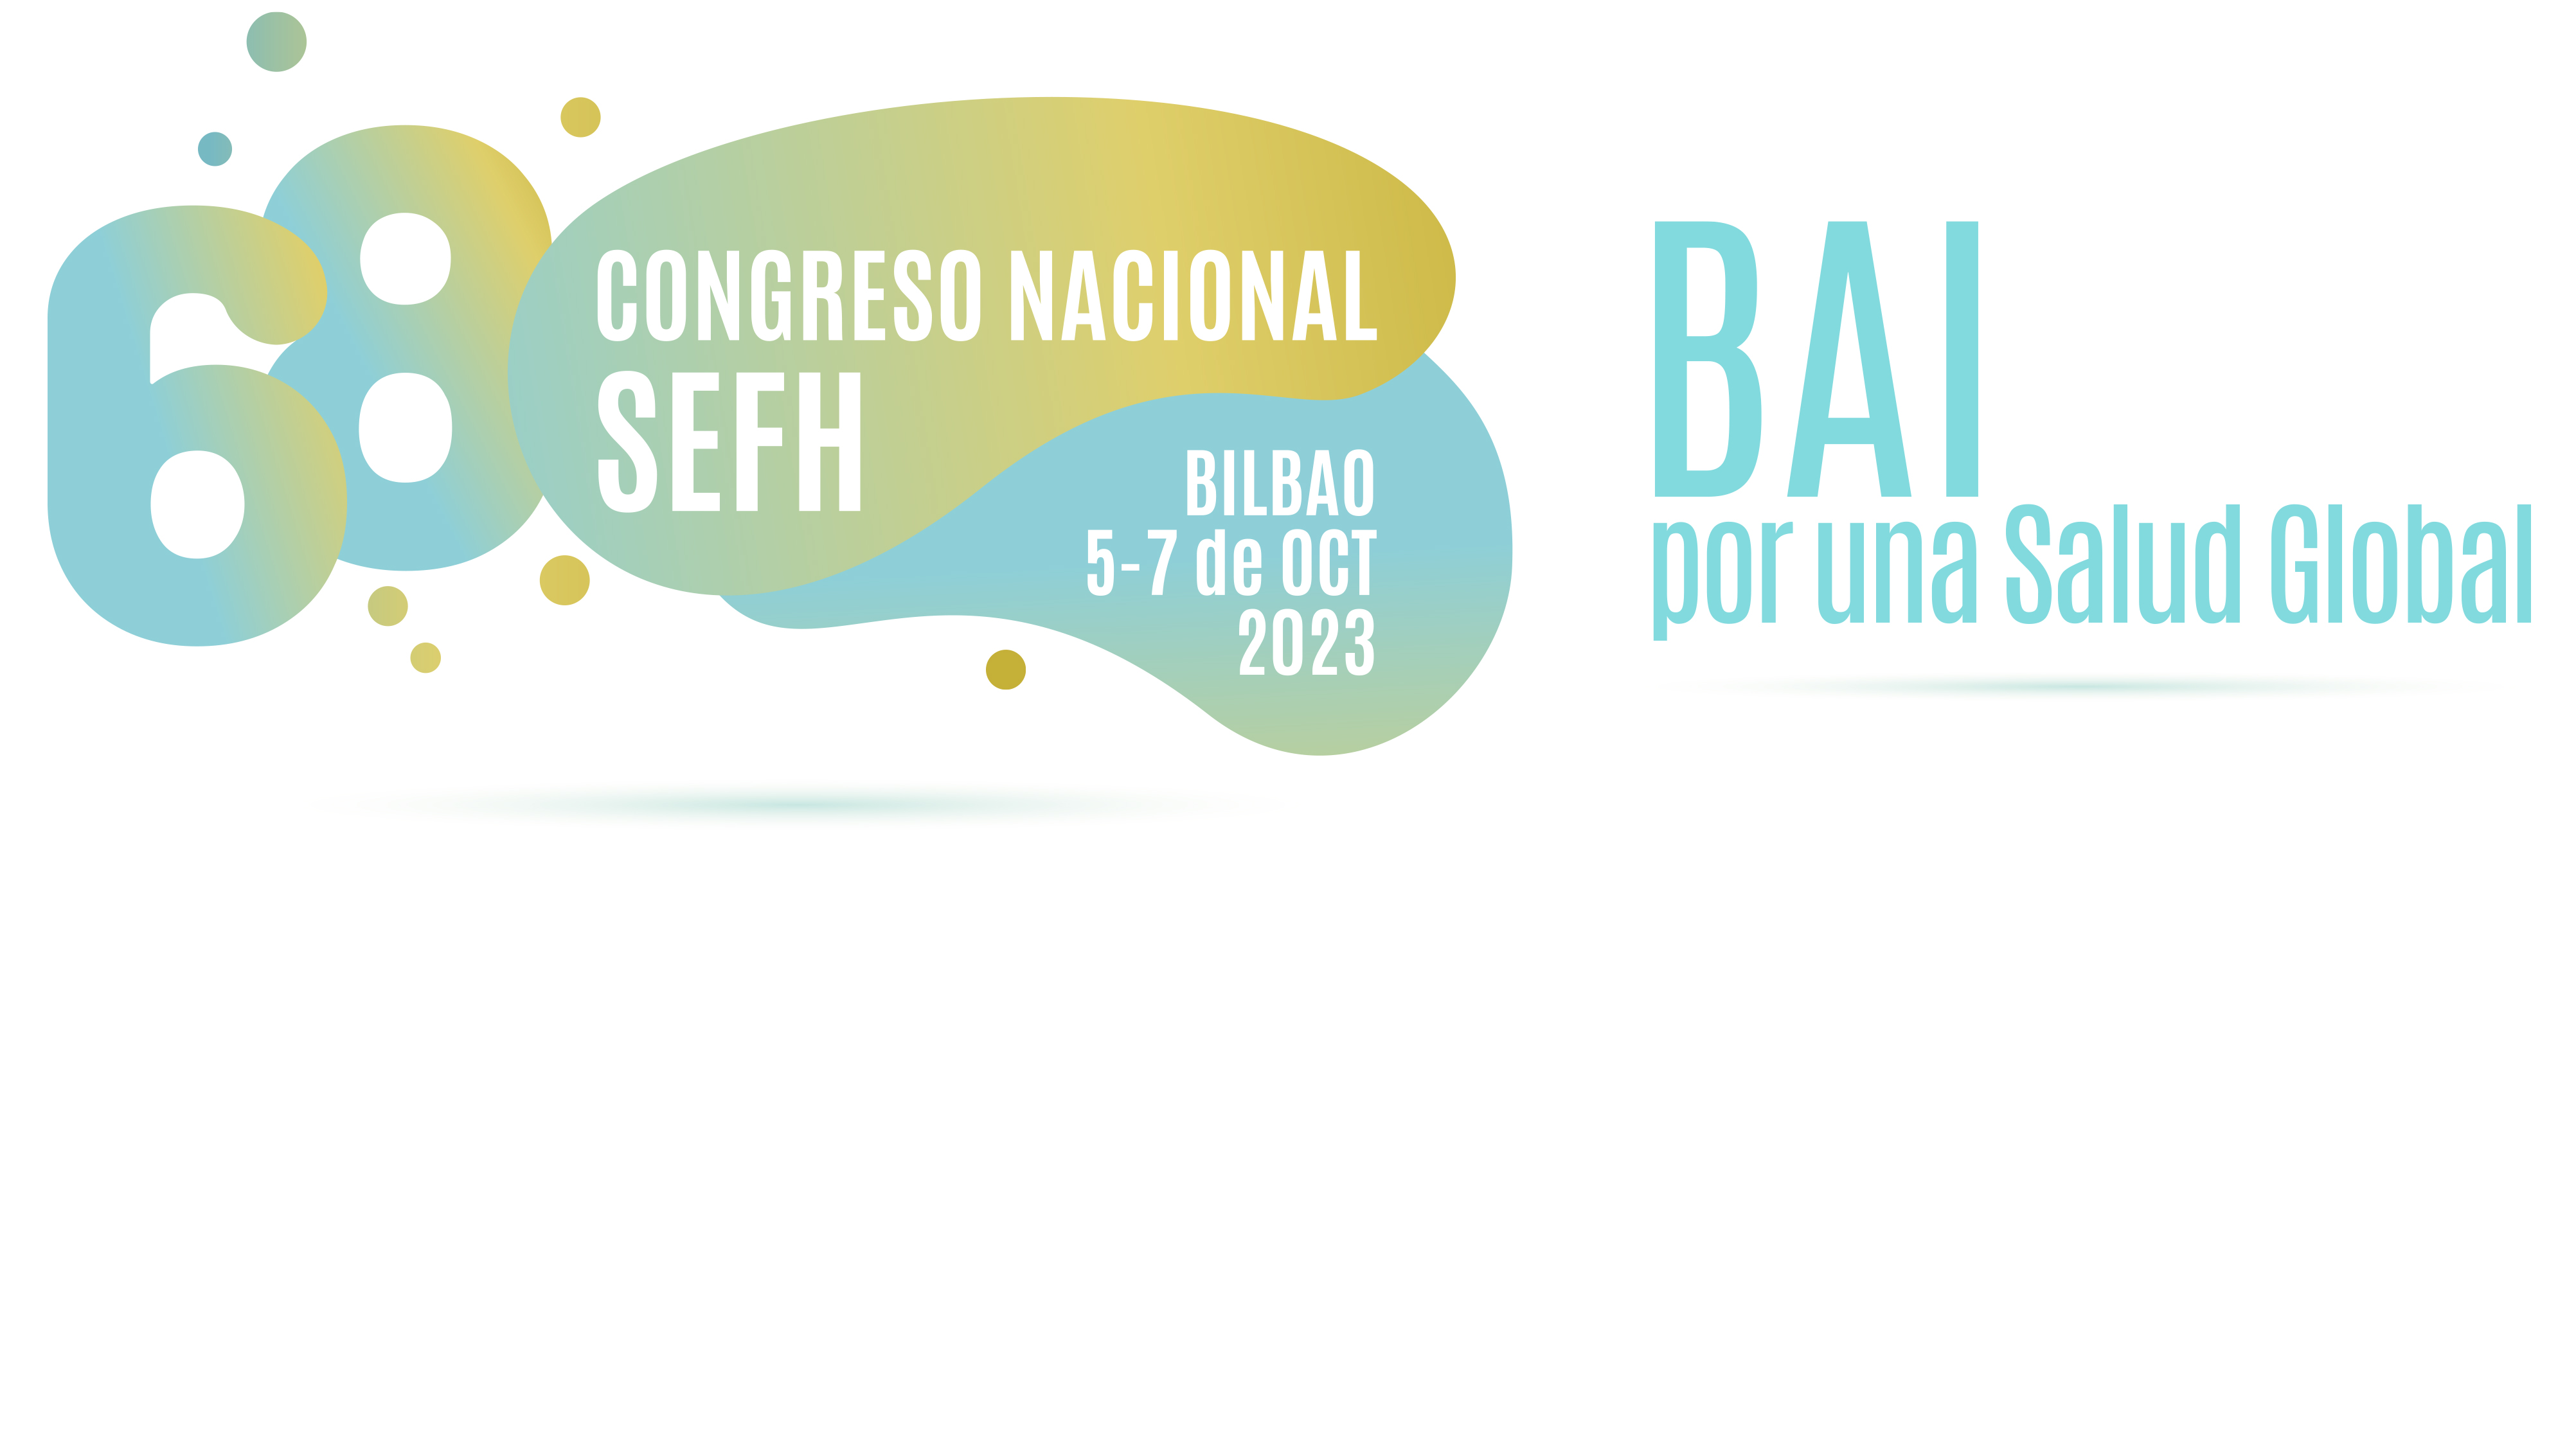 68
CONGRESO NACIONAL
SEFH
BILBAO
5-7 de OCT
2023
BAI
por una Salud Global